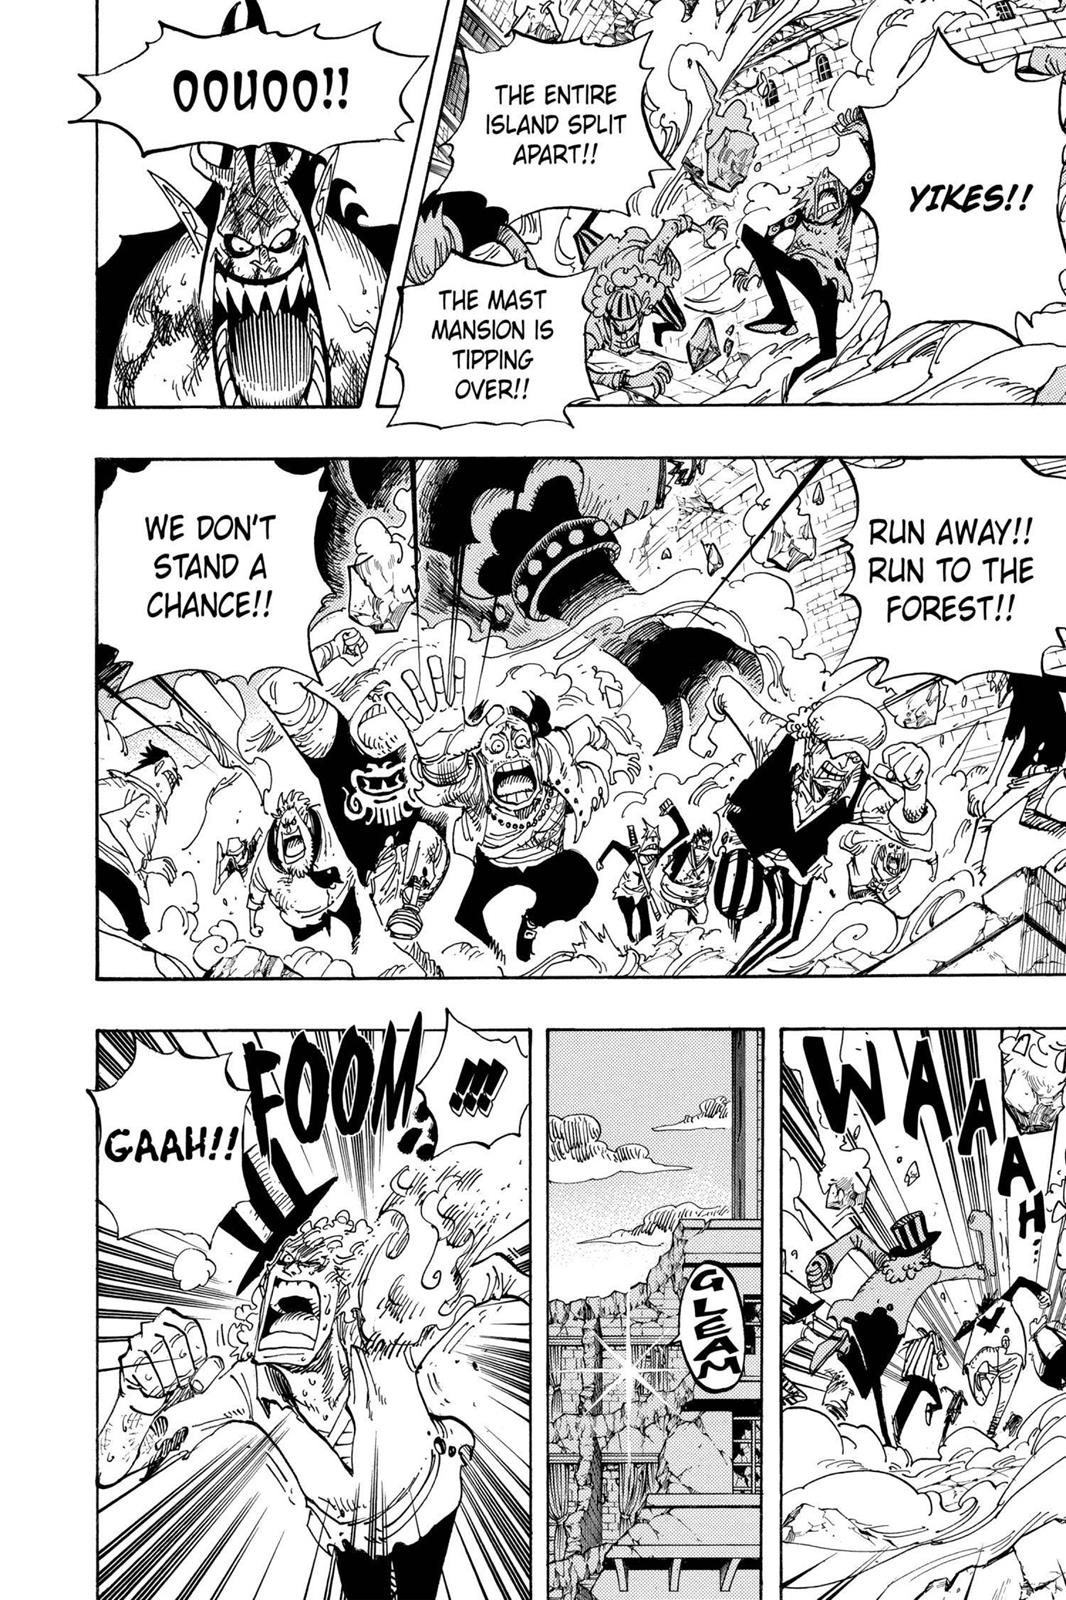 YIKES!!
THE ENTIRE
ISLAND SPLIT
APART!!
THE MAST
MANSION IS
TIPPING
OVER!!
OOUOO!!
RUN AWAY!!
RUN TO THE
FOREST!!
WE DON'T
STAND A
CHANCE!!
WAAAAH...
GLEAM
!!!
FOOM
GAAH!!